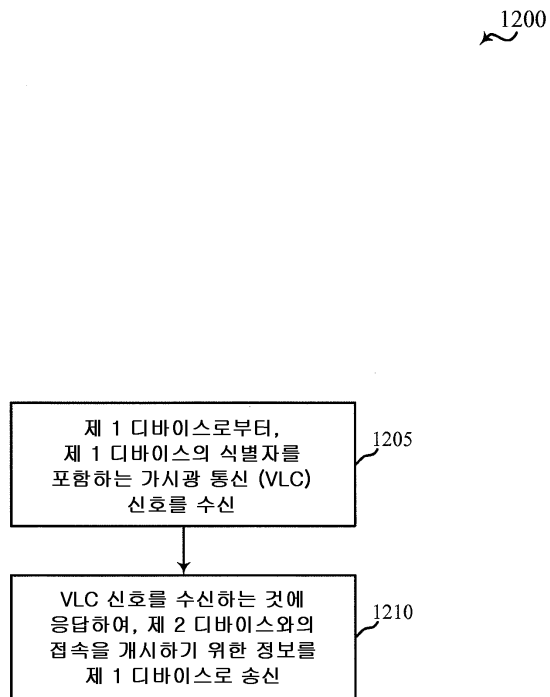 1200
제 1 디바이스로부터,
제 1 디바이스의 식별자를
포함하는 가시광 통신 (VLC)
신호를 수신
1205
VLC 신호를 수신하는 것에
응답하여, 제 2 디바이스와의
접속을 개시하기 위한 정보를
제 1 디바이스로 송신
1210